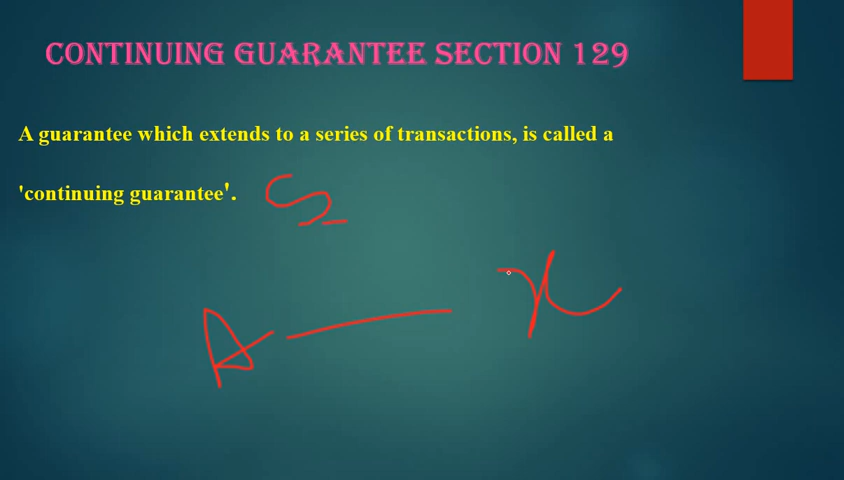 CONTINUING GUARANTEE SECTION 129
A guarantee which extends to a series of transactions, is called a
'continuing guarantee'.
S
A — x